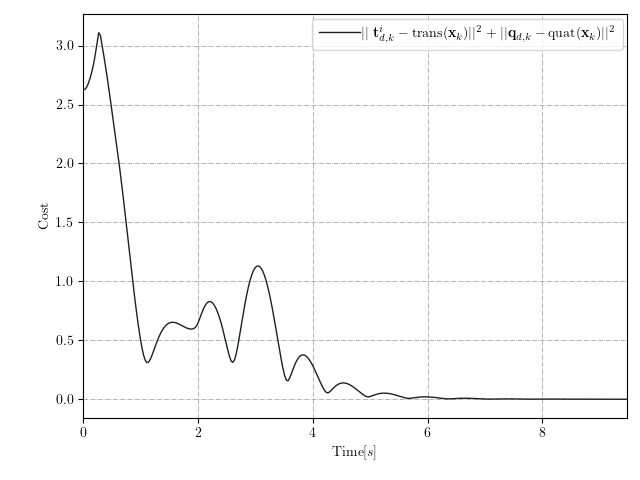 || t^i_{d,k} − trans(x_k)||^2 + ||q_{d,k} − quat(x_k)||^2
3.0
2.5
2.0
1.5
1.0
0.5
0.0
Cost
0 2 4 6 8
Time[s]